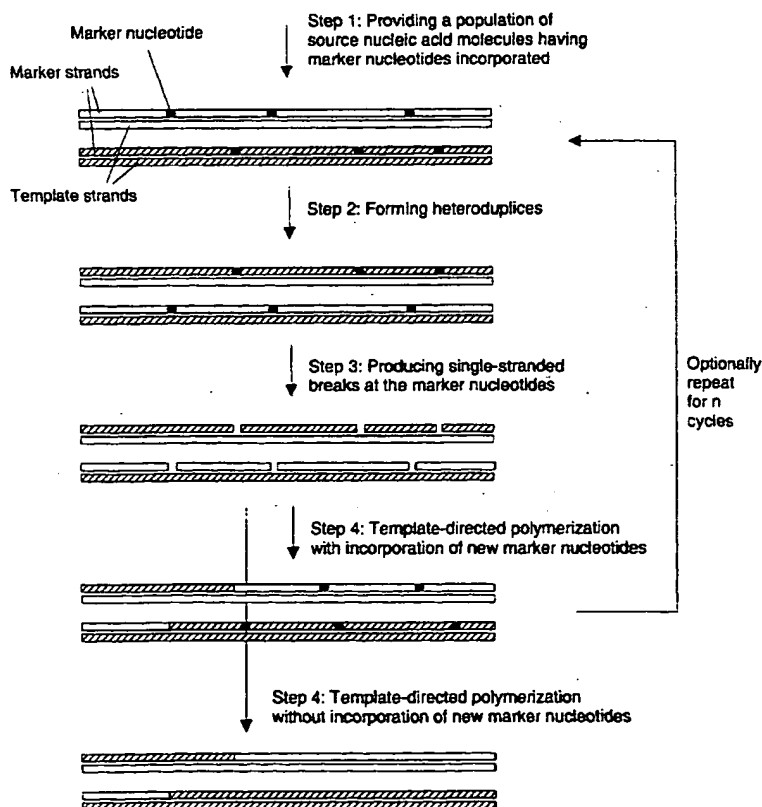 Step 1: Providing a population of
source nucleic acid molecules having
marker nucleotides incorporated
Marker nucleotide
Marker strands
Template strands
Step 2: Forming heteroduplices
Step 3: Producing single-stranded
breaks at the marker nucleotides
Optionally
repeat
for n
cycles
Step 4: Template-directed polymerization
with incorporation of new marker nucleotides
Step 4: Template-directed polymerization
without incorporation of new marker nucleotides